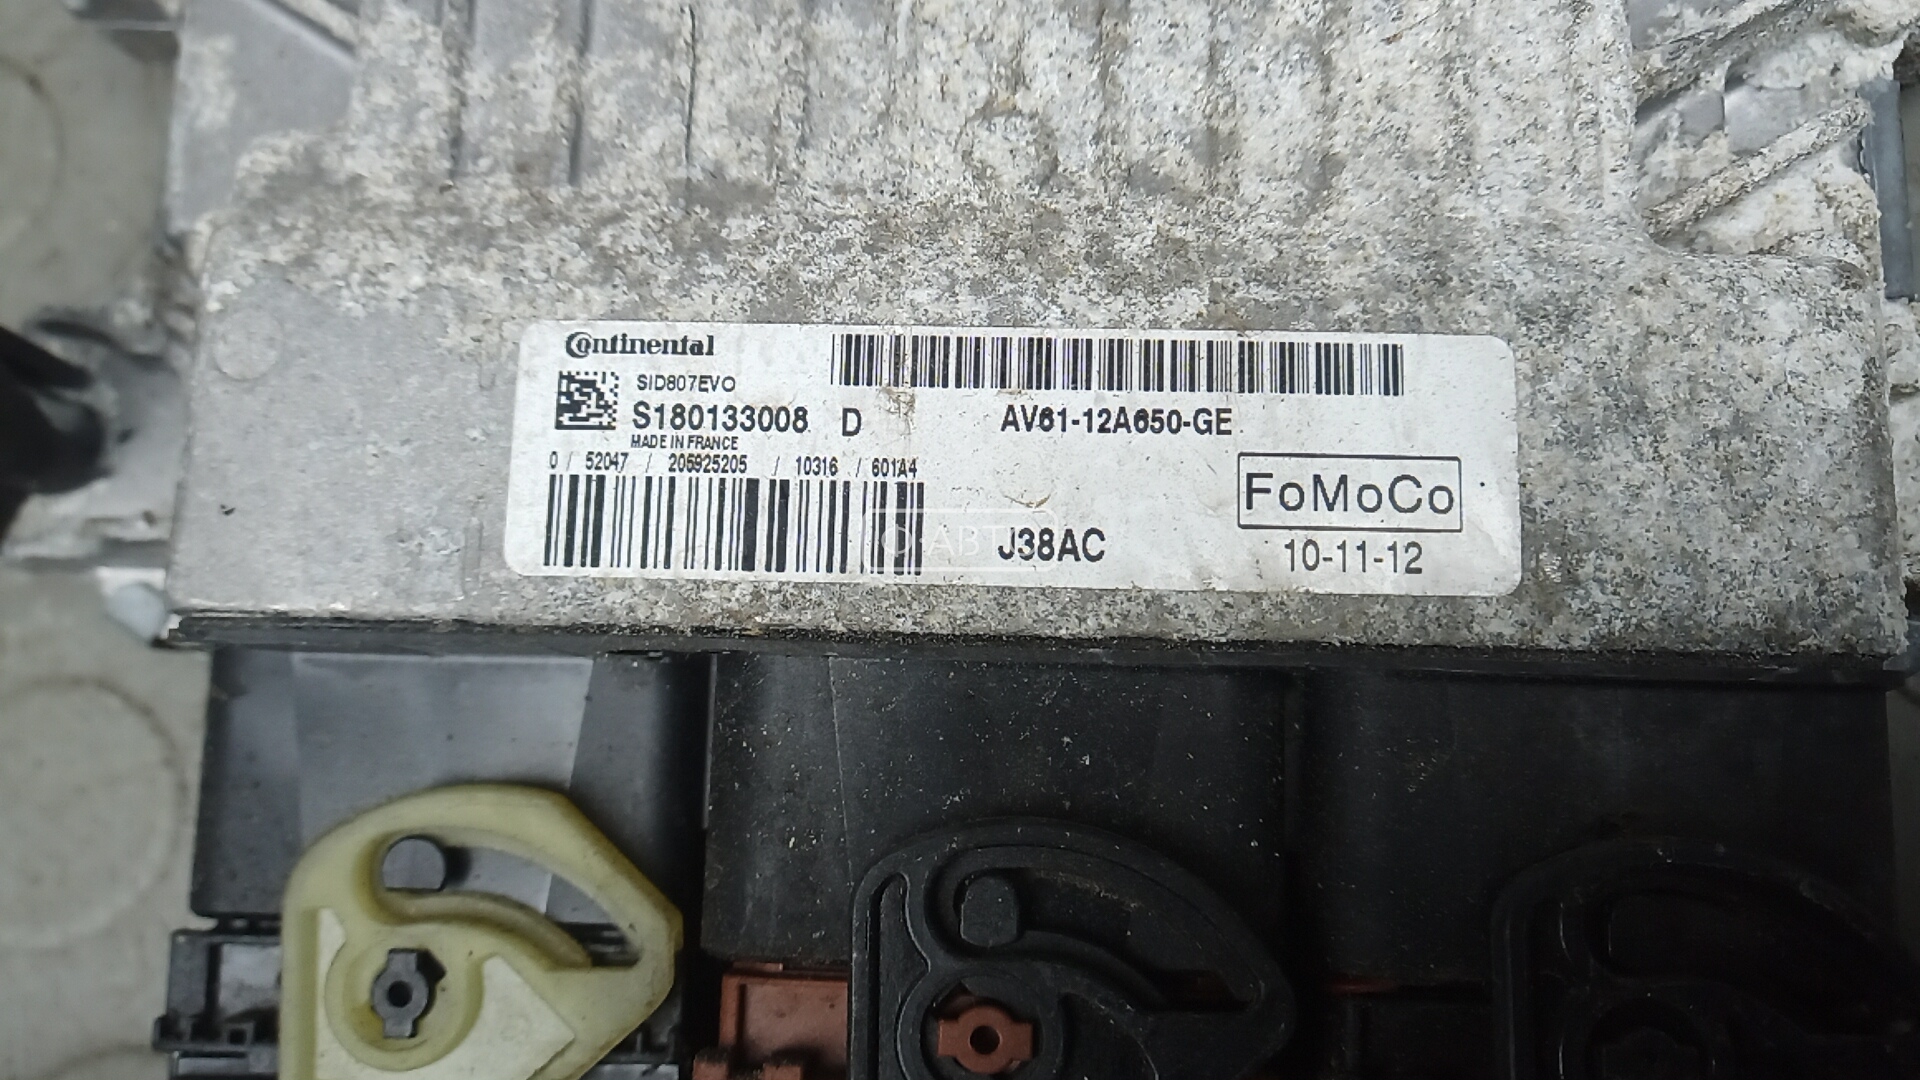 Continental
SID807EVO
S180133008 D
AV61-12A650-GE
MADE IN FRANCE
0 / 52047 / 205925205 / 10316 / 601A4
FoMoCo
J38AC
10-11-12
АВТО